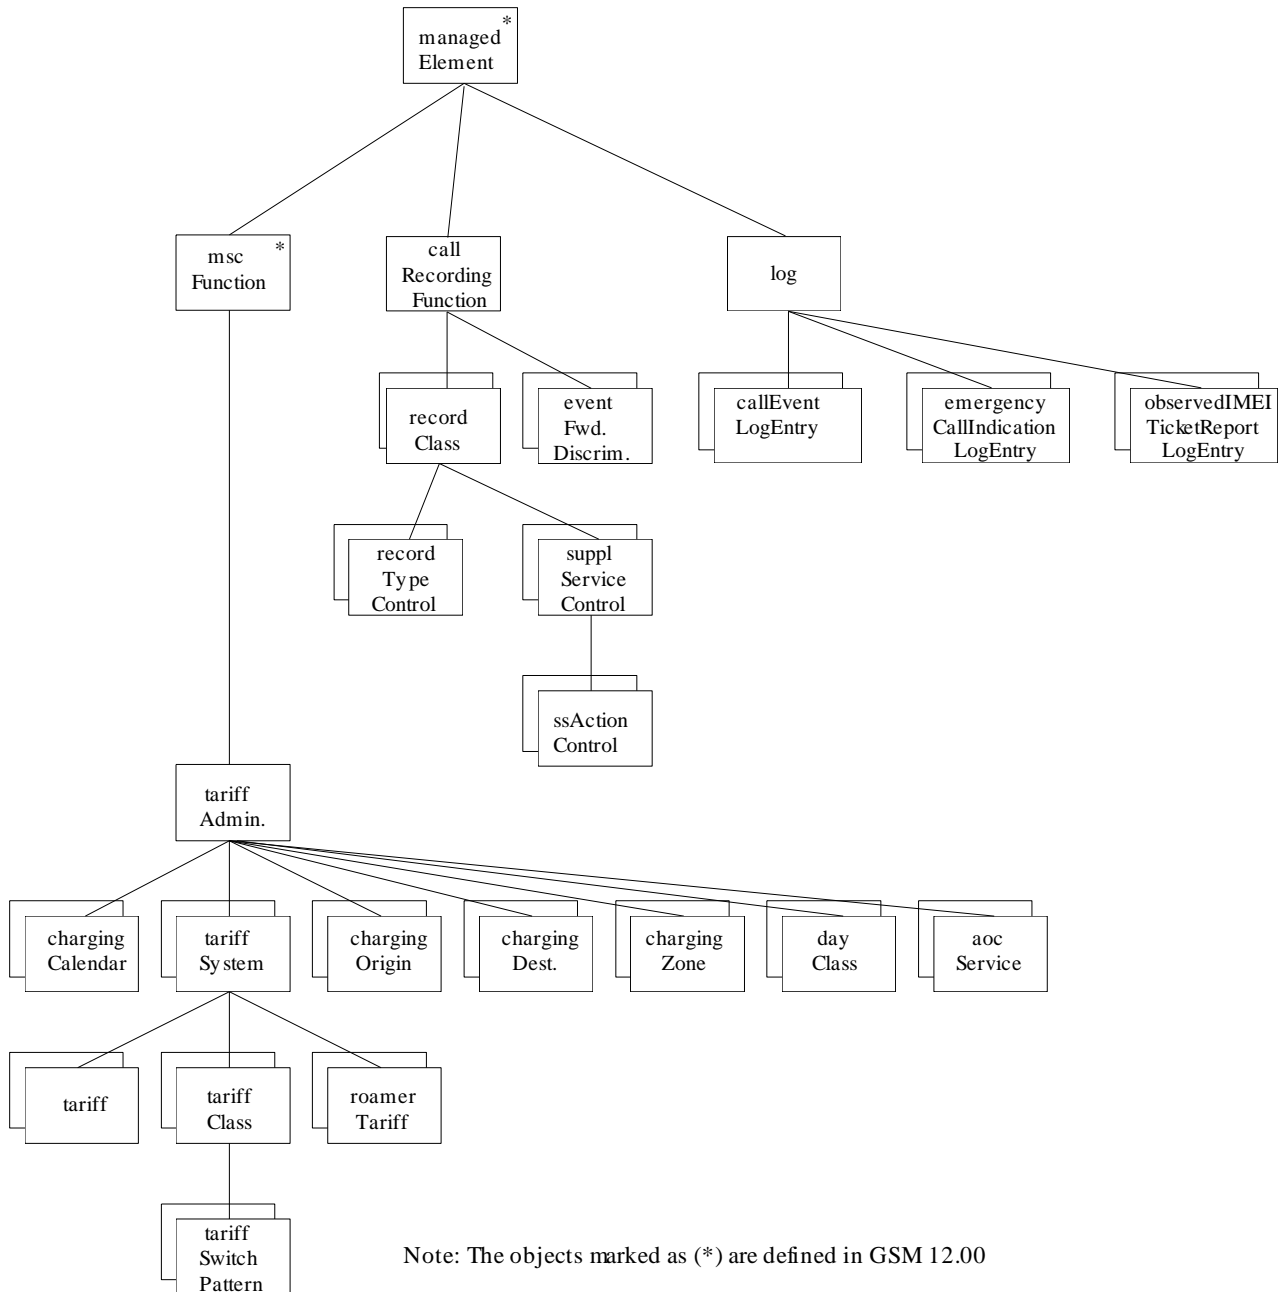 managed *
Element
msc *
Function
call
Recording
Function
log
record
Class
event
Fwd.
Discrim.
callEvent
LogEntry
emergency
CallIndication
LogEntry
observedIMEI
TicketReport
LogEntry
record
Type
Control
suppl
Service
Control
ssAction
Control
tariff
Admin.
charging
Calendar
tariff
System
charging
Origin
charging
Dest.
charging
Zone
day
Class
aoc
Service
tariff
tariff
Class
roamer
Tariff
tariff
Switch
Pattern
Note: The objects marked as (*) are defined in GSM 12.00